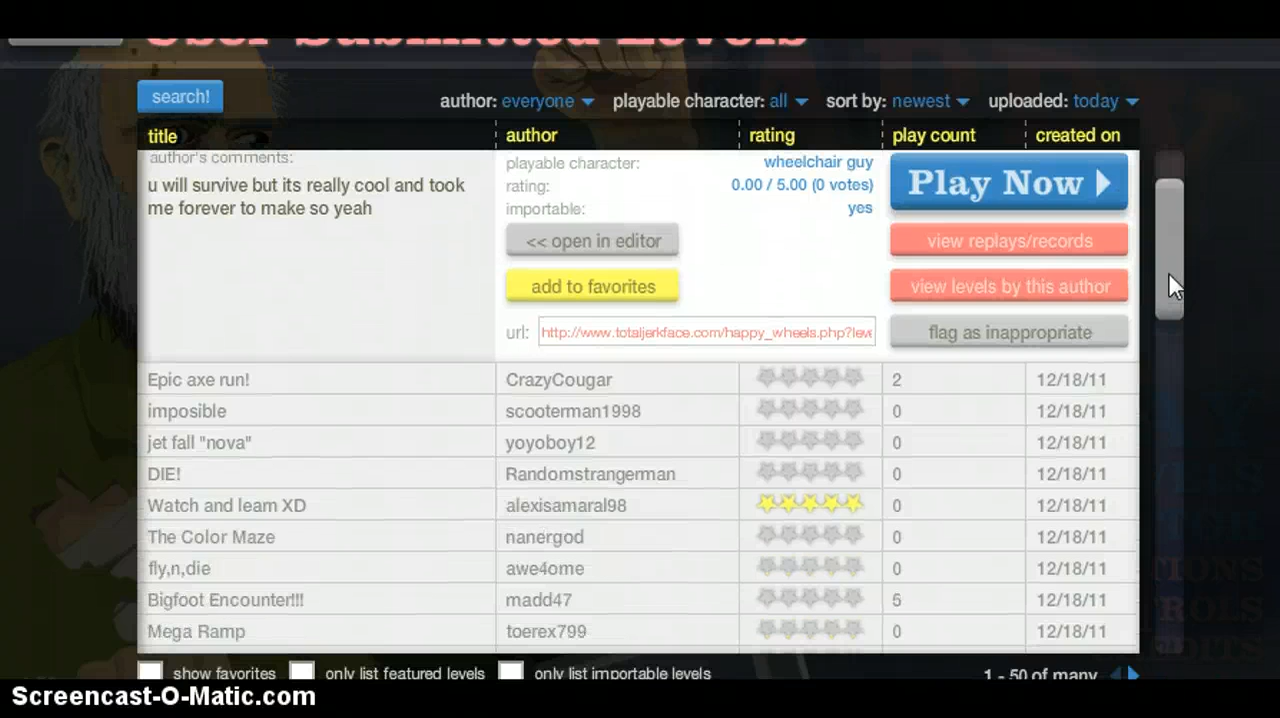 User Submitted Levels
search!
author: everyone playable character: all sort by: newest uploaded: today
title author rating play count created on
author's comments:
u will survive but its really cool and took
me forever to make so yeah
playable character: wheelchair guy
rating: 0.00 / 5.00 (0 votes)
importable: yes
<< open in editor
add to favorites
url: http://www.totaljerkface.com/happy_wheels.php?leve
Play Now
view replays/records
view levels by this author
flag as inappropriate
Epic axe run! CrazyCougar 2 12/18/11
imposible scooterman1998 0 12/18/11
jet fall "nova" yoyoboy12 0 12/18/11
DIE! Randomstrangerman 0 12/18/11
Watch and learn XD alexisamaral98 0 12/18/11
The Color Maze nanergod 0 12/18/11
fly,n,die awe4ome 0 12/18/11
Bigfoot Encounter!!! madd47 5 12/18/11
Mega Ramp toerex799 0 12/18/11
show favorites only list featured levels only list importable levels 1 - 50 of many
Screencast-O-Matic.com